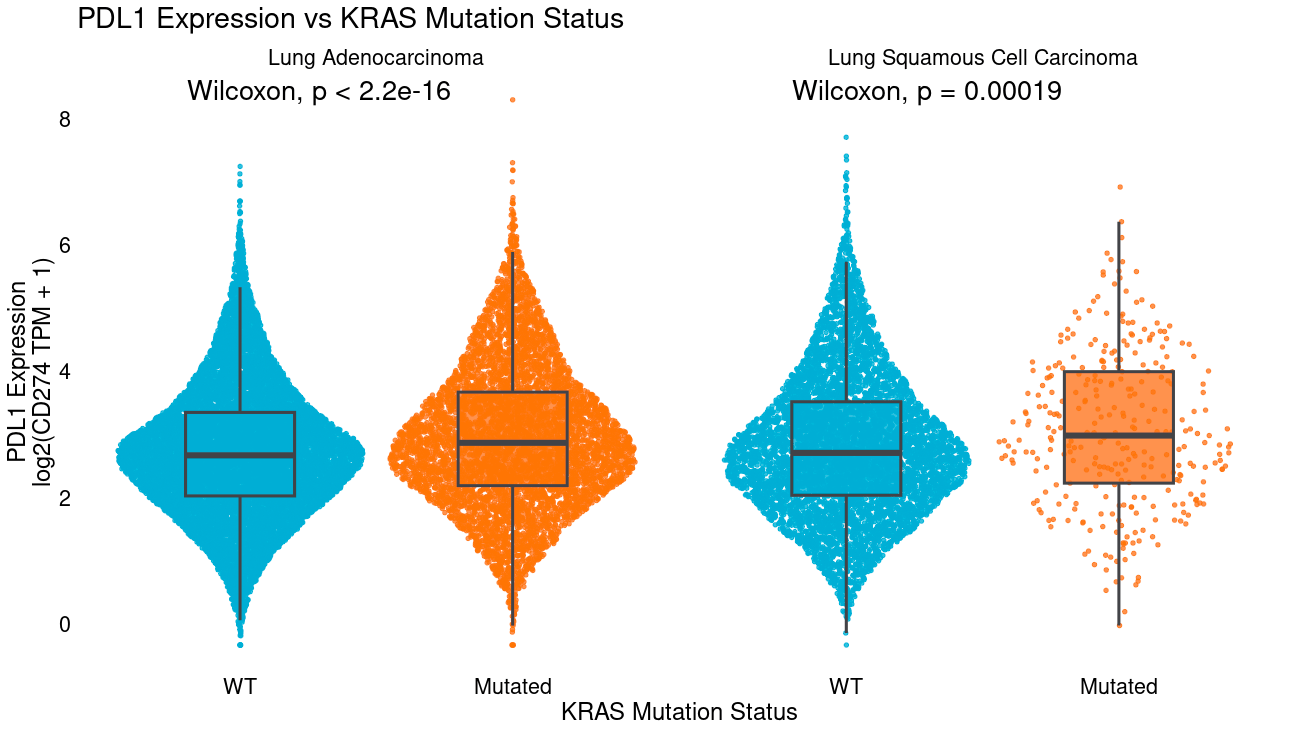 PDL1 Expression vs KRAS Mutation Status
Lung Adenocarcinoma
Lung Squamous Cell Carcinoma
Wilcoxon, p < 2.2e-16
Wilcoxon, p = 0.00019
PDL1 Expression
log2(CD274 TPM + 1)
8
6
4
2
0
WT
Mutated
WT
Mutated
KRAS Mutation Status